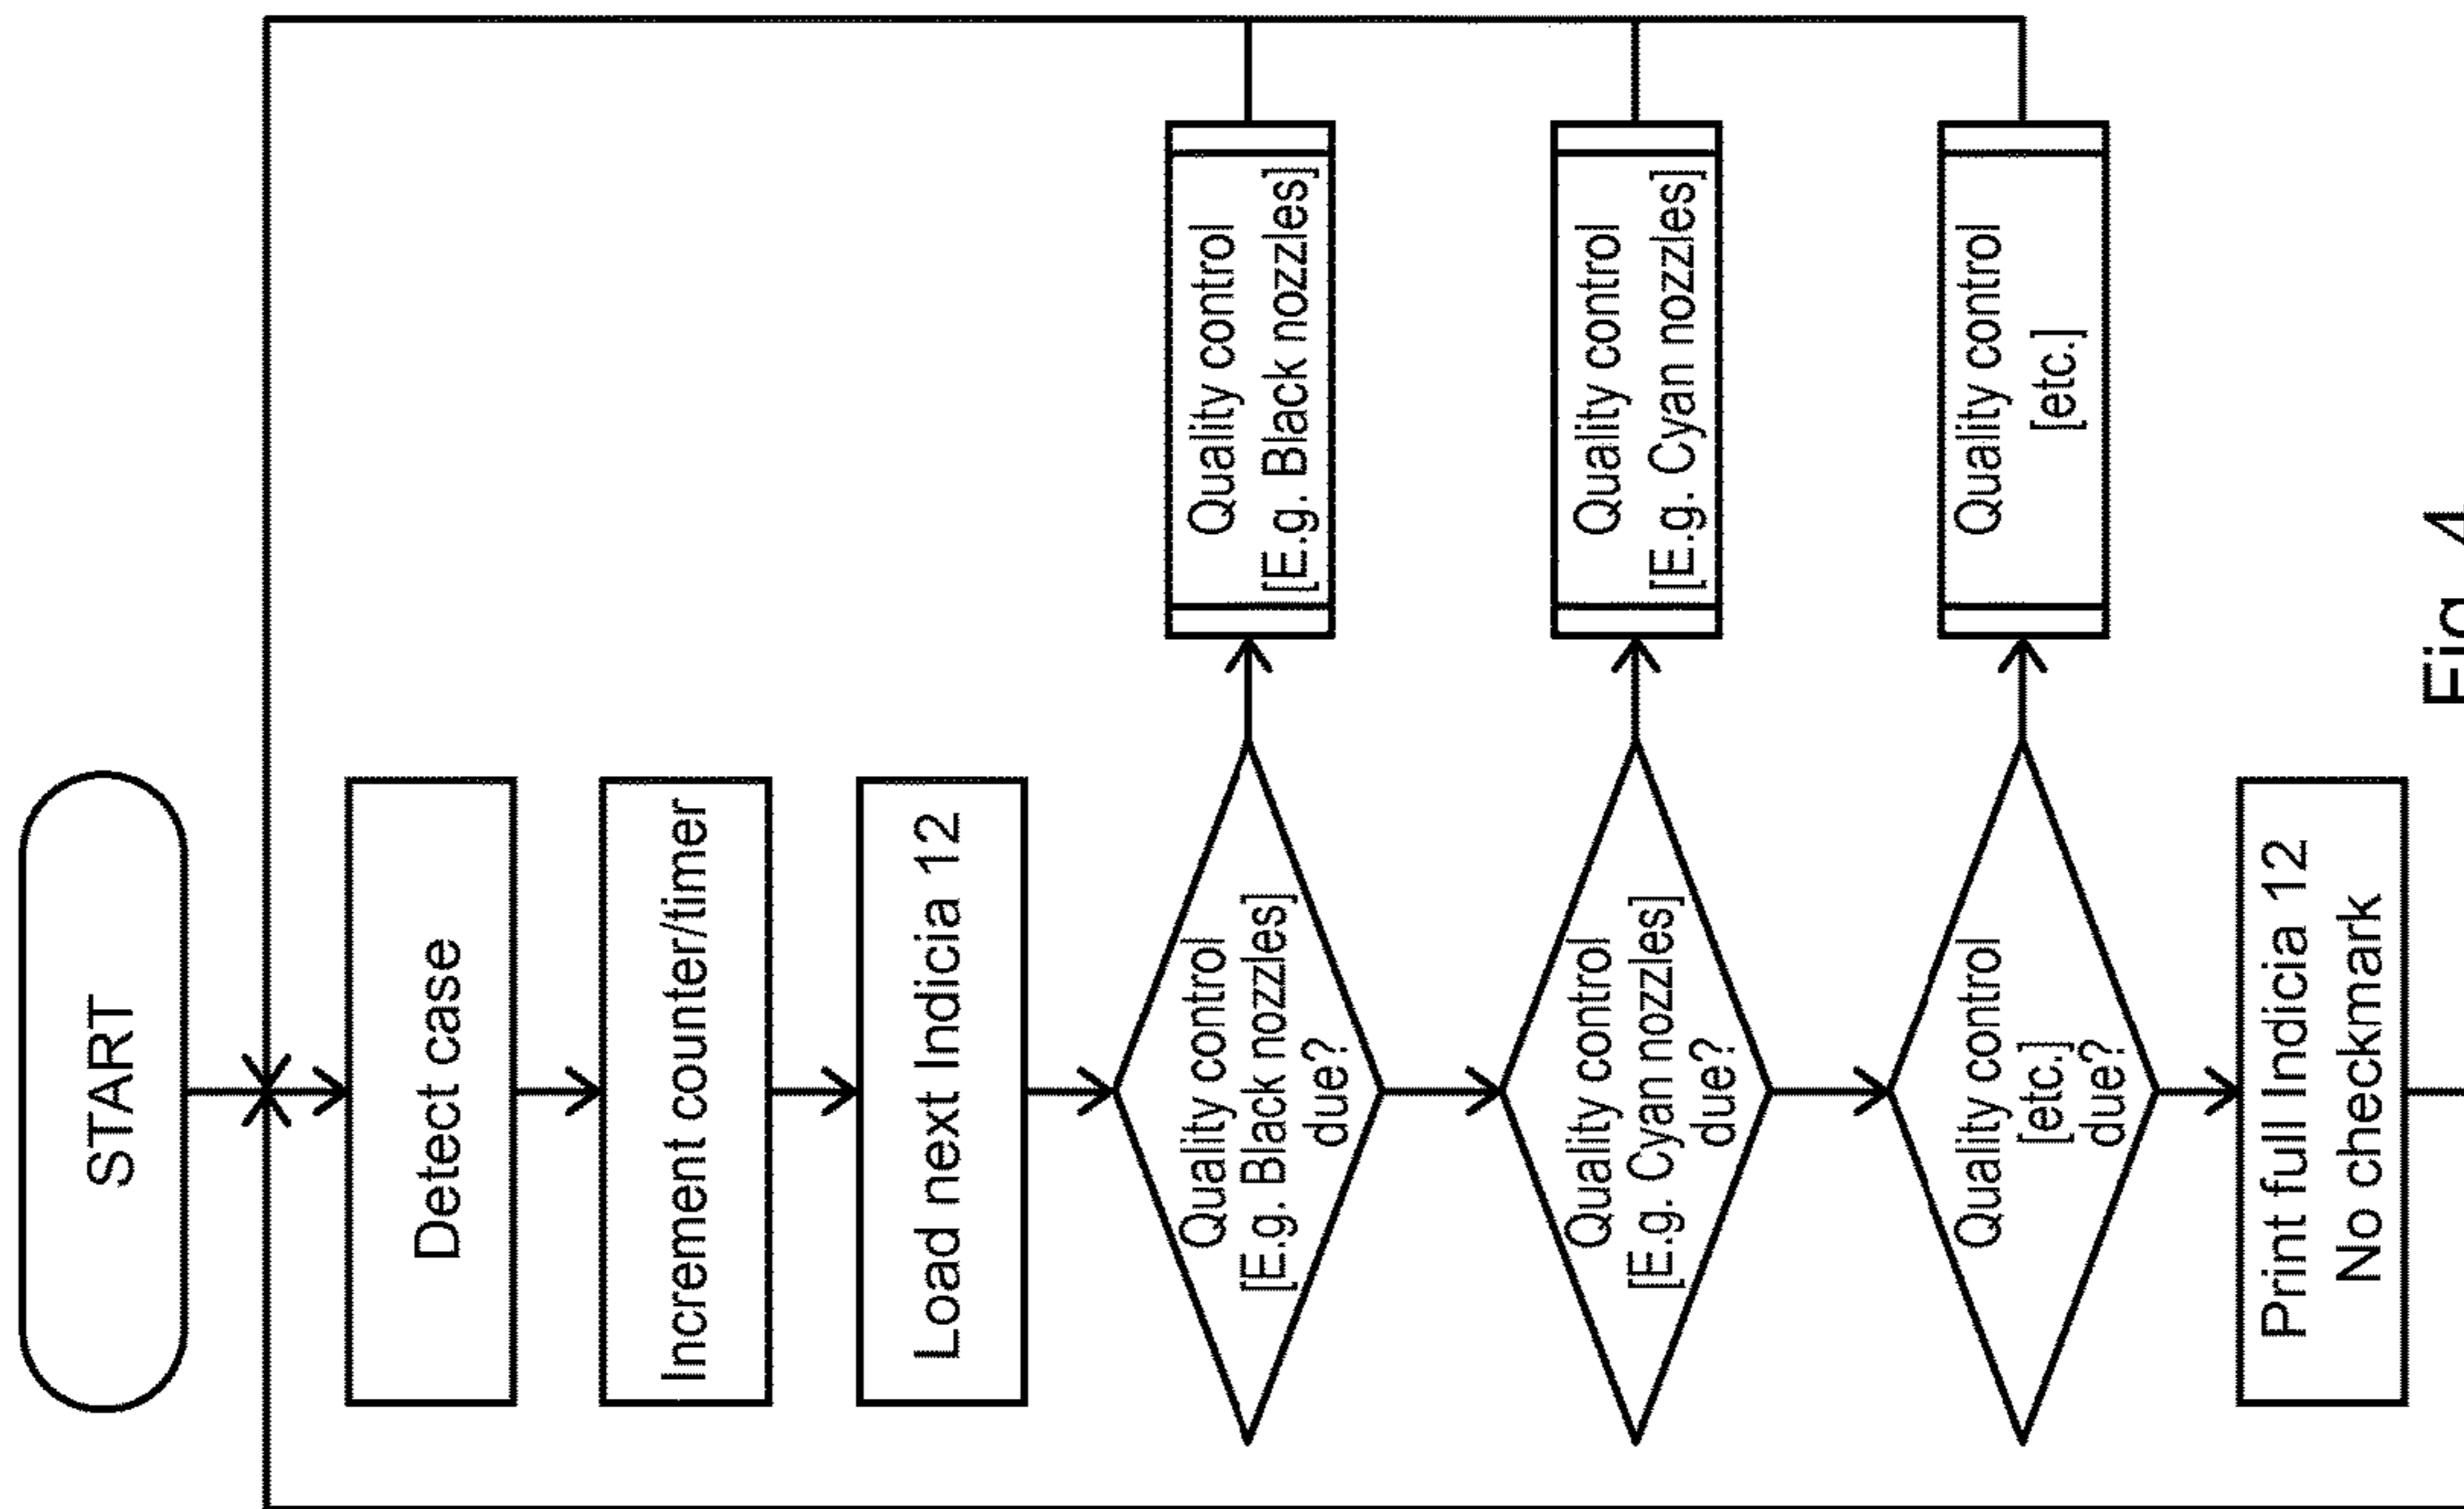 START
Detect case
Increment counter/timer
Load next Indicia 12
Quality control
[E.g. Black nozzles]
due?
Quality control
[E.g. Black nozzles]
Quality control
[E.g. Cyan nozzles]
due?
Quality control
[E.g. Cyan nozzles]
Quality control
[etc.]
due?
Quality control
[etc.]
Print full Indicia 12
No checkmark
Fig. 4